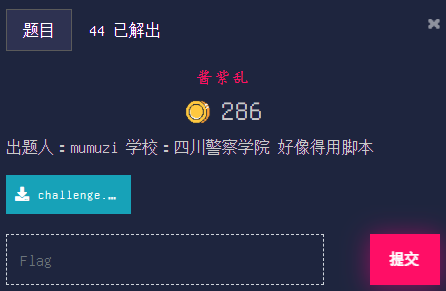 题目 44 已解出
酱紫乱
286
出题人：mumuzi 学校：四川警察学院 好像得用脚本
challenge.…
Flag 提交